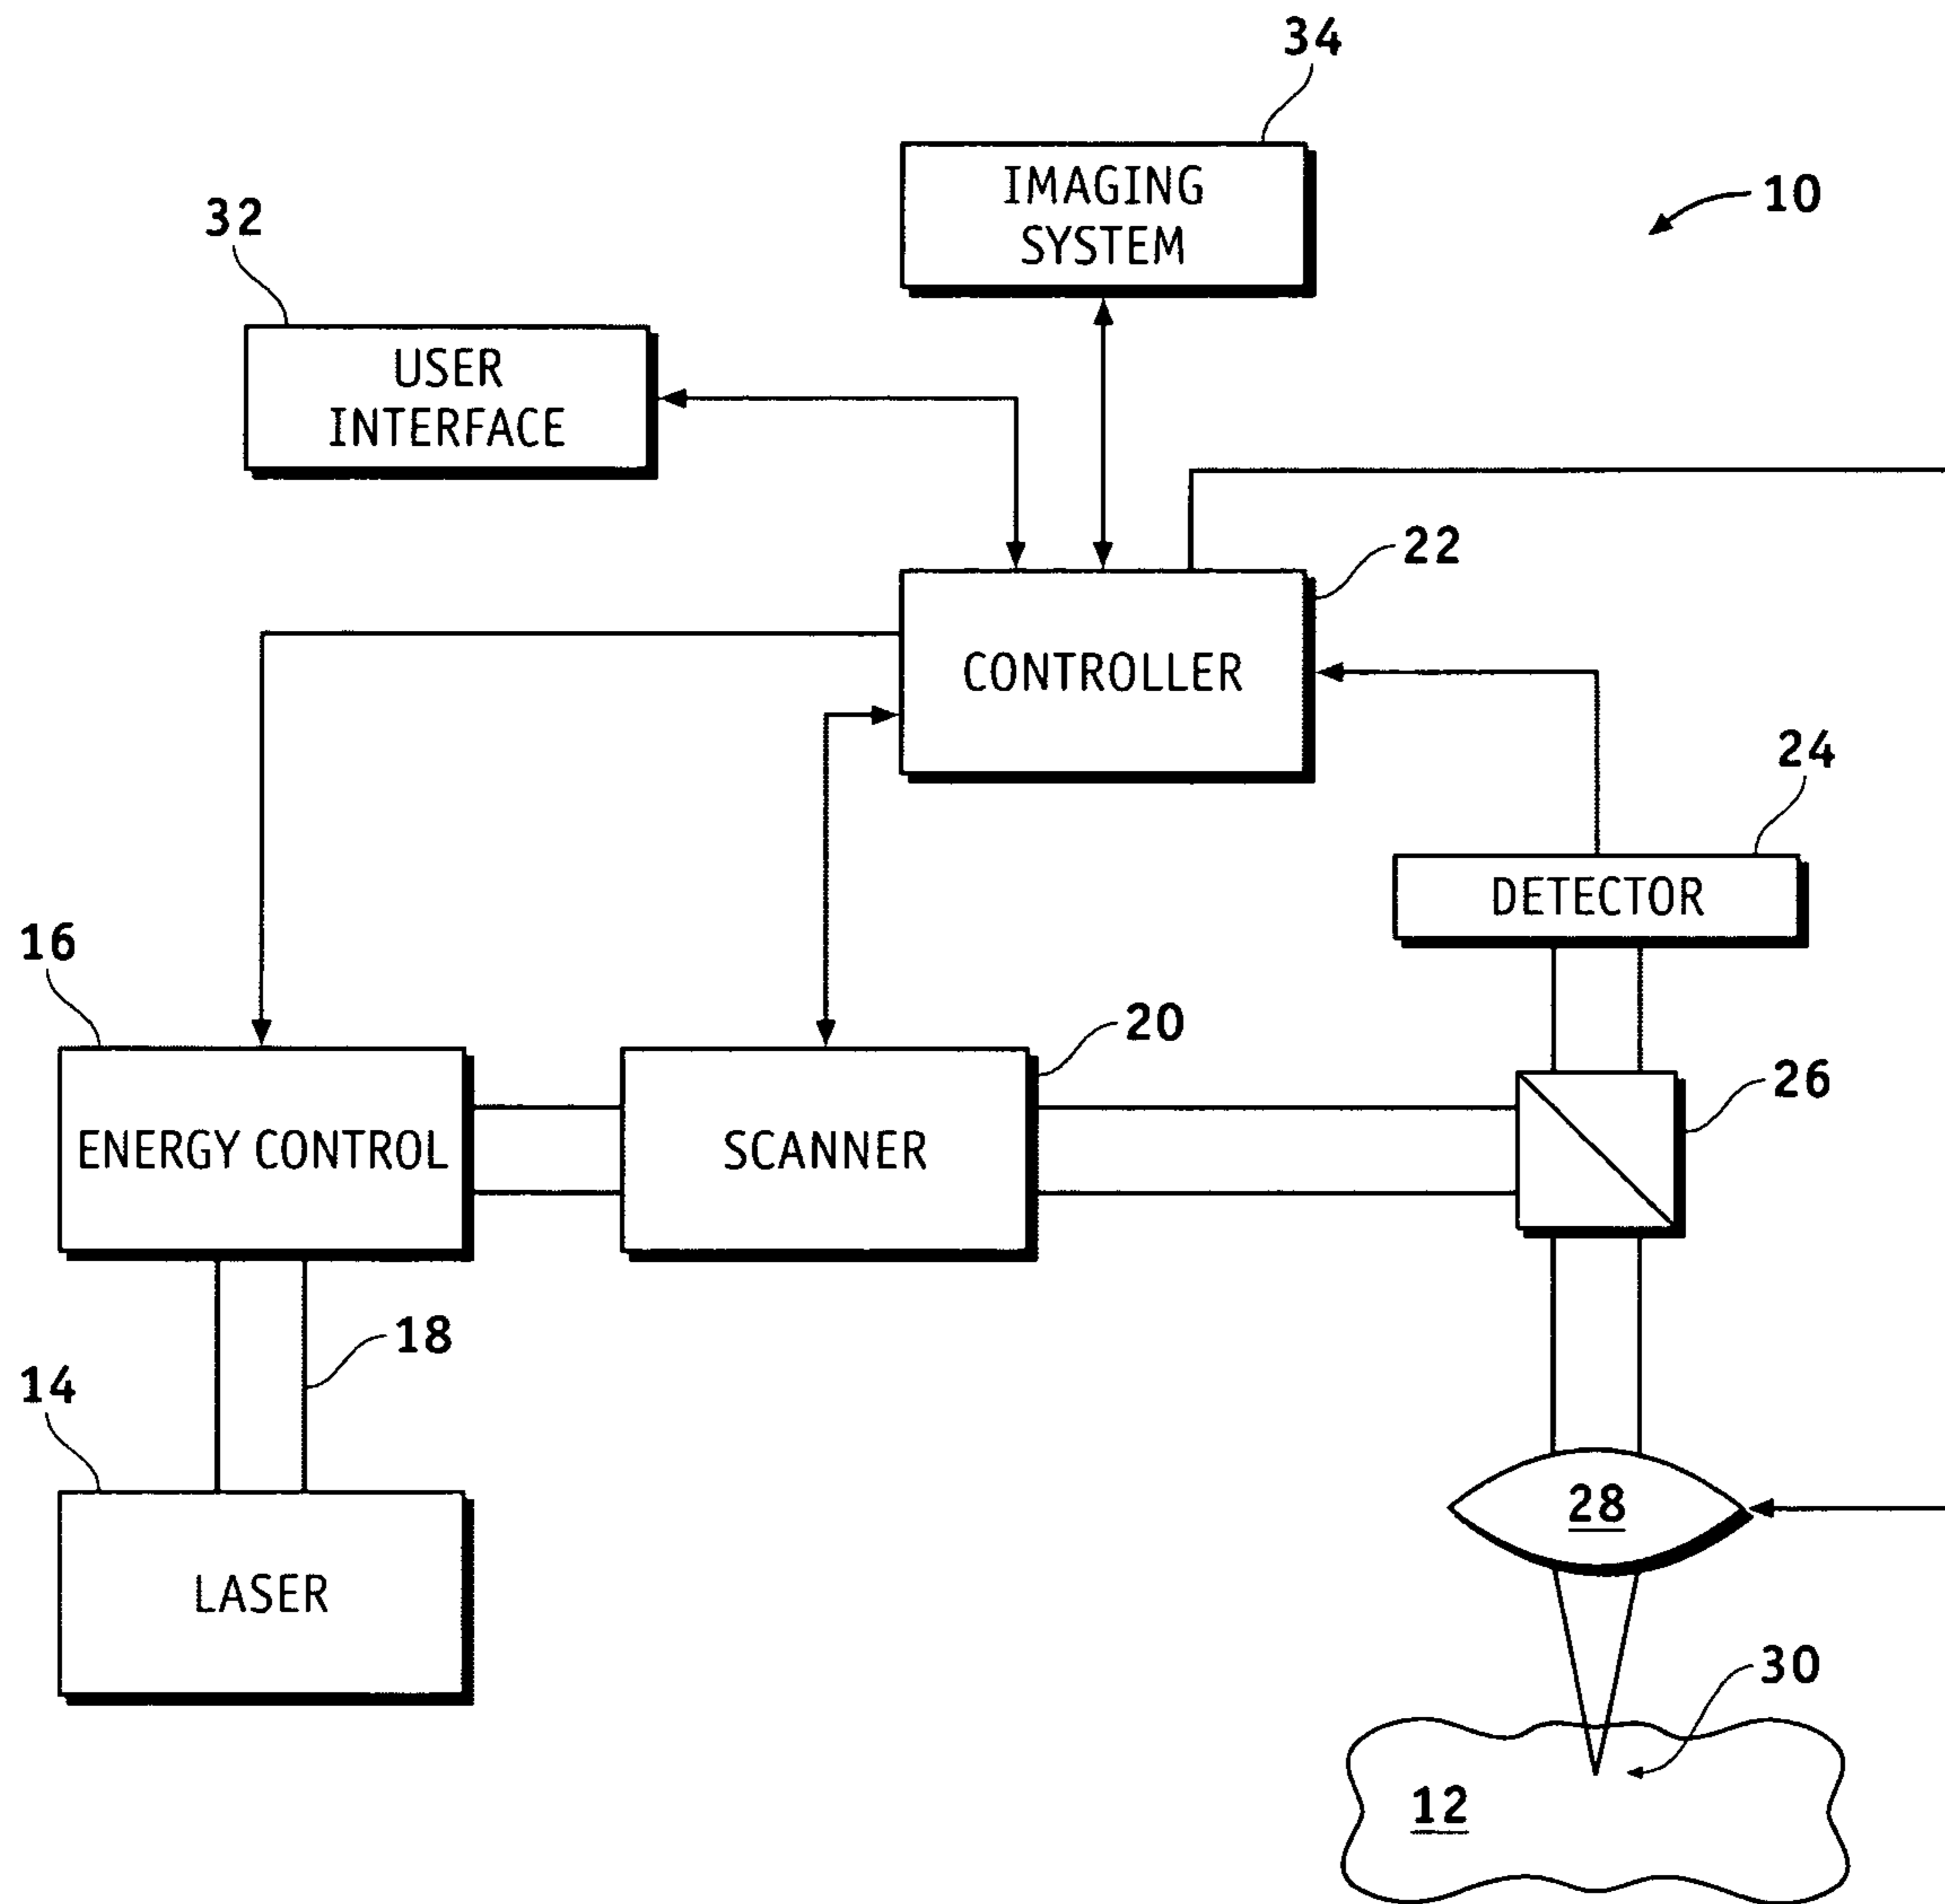 34
IMAGING
SYSTEM
10
32
USER
INTERFACE
22
CONTROLLER
24
DETECTOR
16
20
26
ENERGY CONTROL
SCANNER
18
14
28
LASER
30
12